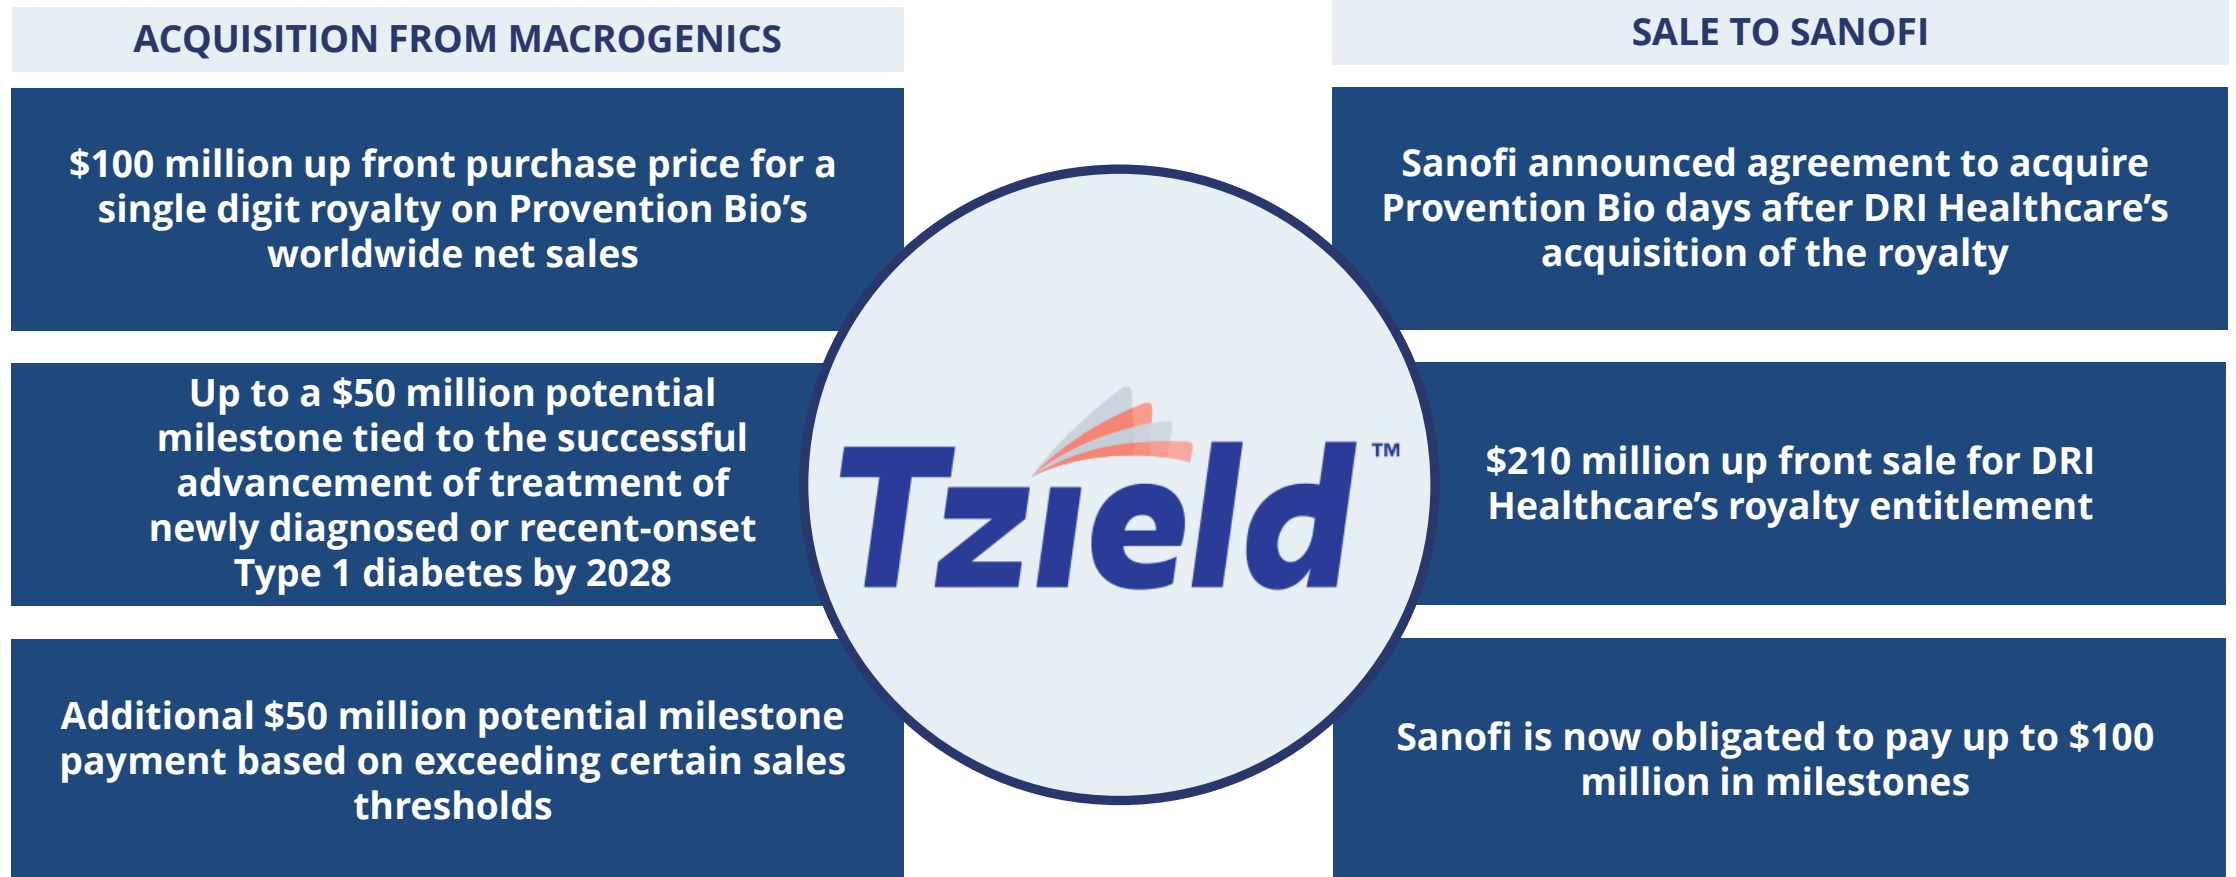 ACQUISITION FROM MACROGENICS
$100 million up front purchase price for a
single digit royalty on Provention Bio’s
worldwide net sales
Up to a $50 million potential
milestone tied to the successful
advancement of treatment of
newly diagnosed or recent-onset
Type 1 diabetes by 2028
Additional $50 million potential milestone
payment based on exceeding certain sales
thresholds
Tzield™
SALE TO SANOFI
Sanofi announced agreement to acquire
Provention Bio days after DRI Healthcare’s
acquisition of the royalty
$210 million up front sale for DRI
Healthcare’s royalty entitlement
Sanofi is now obligated to pay up to $100
million in milestones